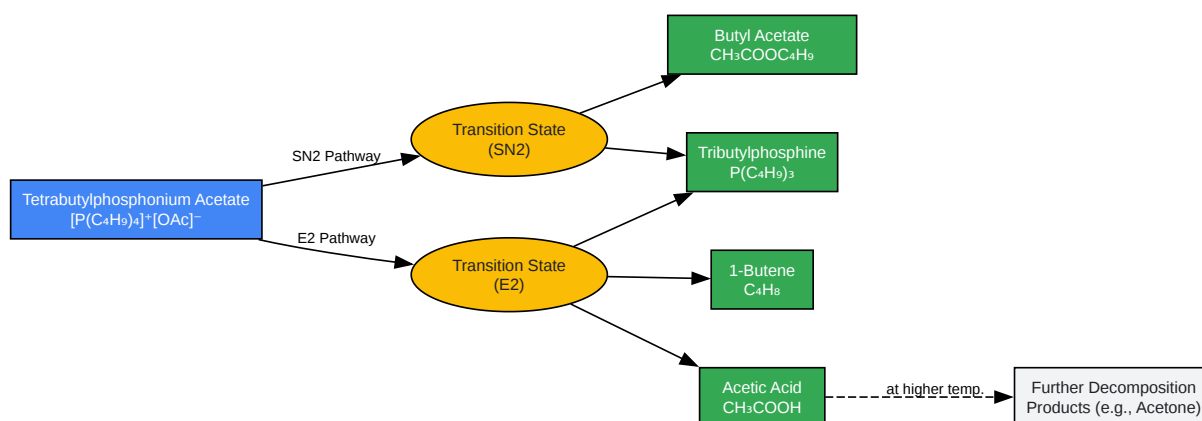 Butyl Acetate
CH₃COOC₄H₉
Transition State
(SN2)
SN2 Pathway
Tributylphosphine
P(C₄H₉)₃
Tetrabutylphosphonium Acetate
[P(C₄H₉)₄]⁺[OAc]⁻
E2 Pathway
Transition State
(E2)
1-Butene
C₄H₈
Acetic Acid
CH₃COOH
at higher temp.
Further Decomposition
Products (e.g., Acetone)